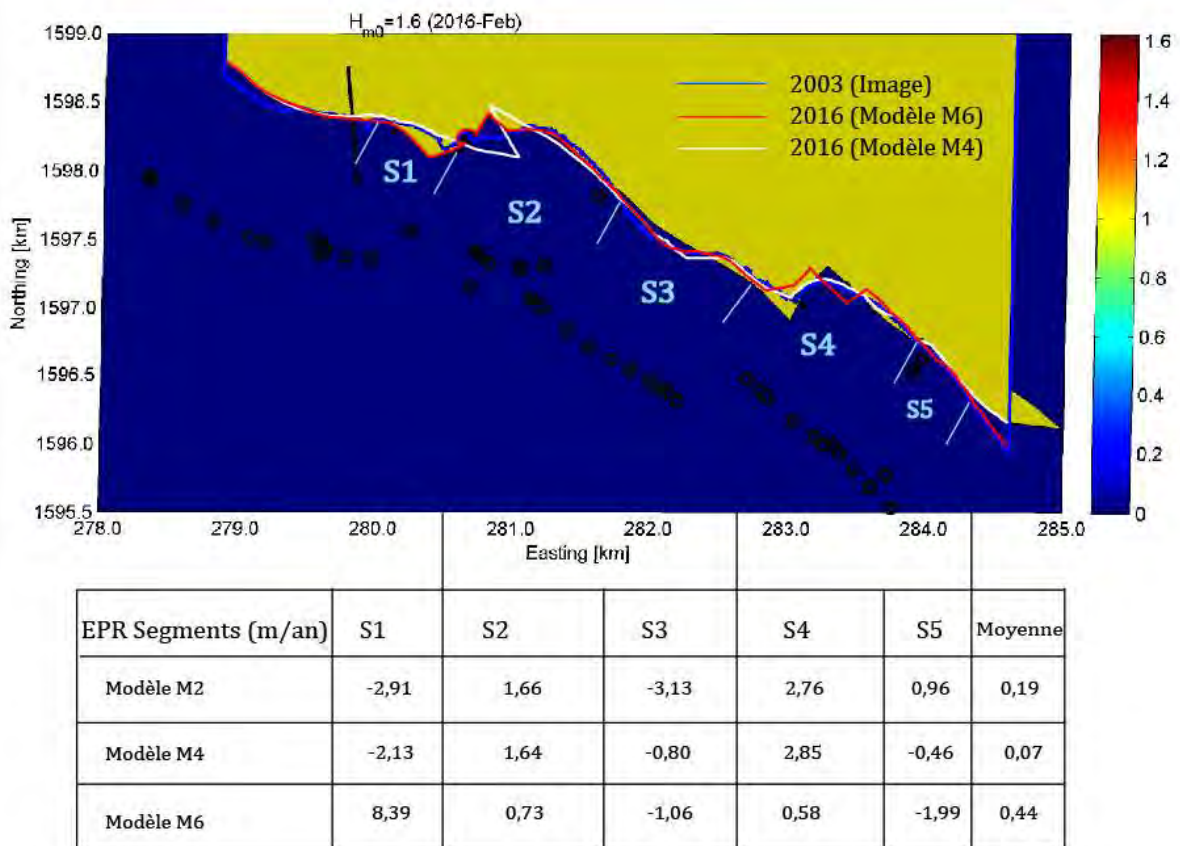 H_m0=1.6 (2016-Feb)
1599.0
1598.5
1598.0
1597.5
1597.0
1596.5
1596.0
1595.5
Northing [km]
278.0 279.0 280.0 281.0 282.0 283.0 284.0 285.0
Easting [km]
2003 (Image)
2016 (Modèle M6)
2016 (Modèle M4)
S1
S2
S3
S4
S5
1.6
1.4
1.2
1
0.8
0.6
0.4
0.2
0
EPR Segments (m/an) S1 S2 S3 S4 S5 Moyenne
Modèle M2 -2,91 1,66 -3,13 2,76 0,96 0,19
Modèle M4 -2,13 1,64 -0,80 2,85 -0,46 0,07
Modèle M6 8,39 0,73 -1,06 0,58 -1,99 0,44